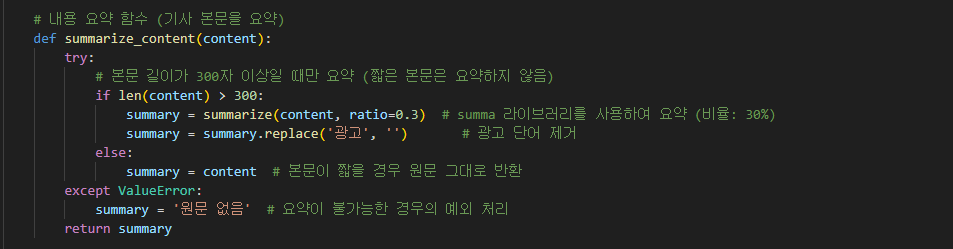 # 내용 요약 함수 (기사 본문을 요약)
def summarize_content(content):
    try:
        # 본문 길이가 300자 이상일 때만 요약 (짧은 본문은 요약하지 않음)
        if len(content) > 300:
            summary = summarize(content, ratio=0.3)  # summa 라이브러리를 사용하여 요약 (비율: 30%)
            summary = summary.replace('광고', '')       # 광고 단어 제거
        else:
            summary = content  # 본문이 짧을 경우 원문 그대로 반환
    except ValueError:
        summary = '원문 없음'  # 요약이 불가능한 경우의 예외 처리
    return summary